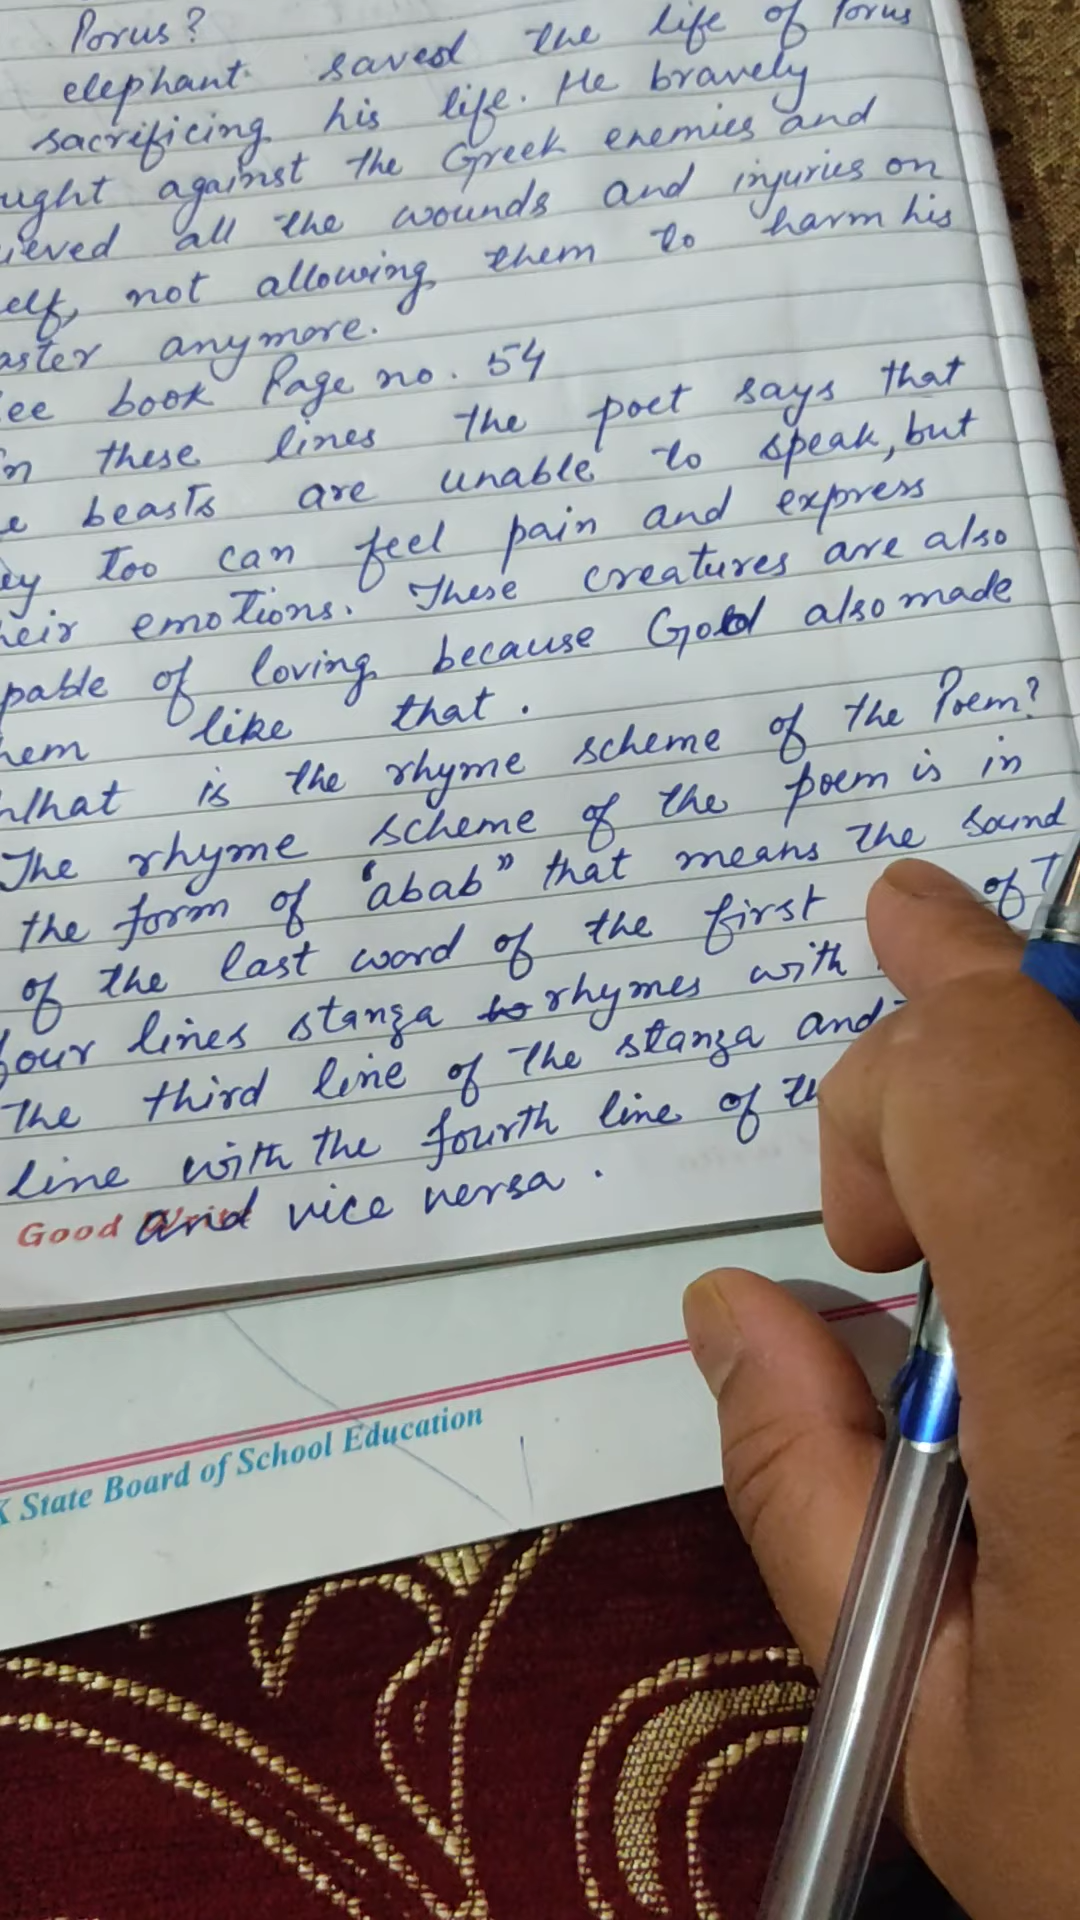 Porus?
elephant saved the life of Porus
sacrificing his life. He bravely
ught against the Greek enemies and
ieved all the wounds and injuries on
elf, not allowing them to harm his
aster anymore.
ee book Page no. 54
n these lines the poet says that
e beasts are unable to speak, but
ey too can feel pain and express
heir emotions. These creatures are also
pable of loving because God also made
hem like that.
What is the rhyme scheme of the Poem?
The rhyme scheme of the poem is in
the form of "abab" that means the sound
of the last word of the first of
four lines stanza rhymes with
the third line of the stanza and
line with the fourth line of
and vice versa.
Good
K State Board of School Education